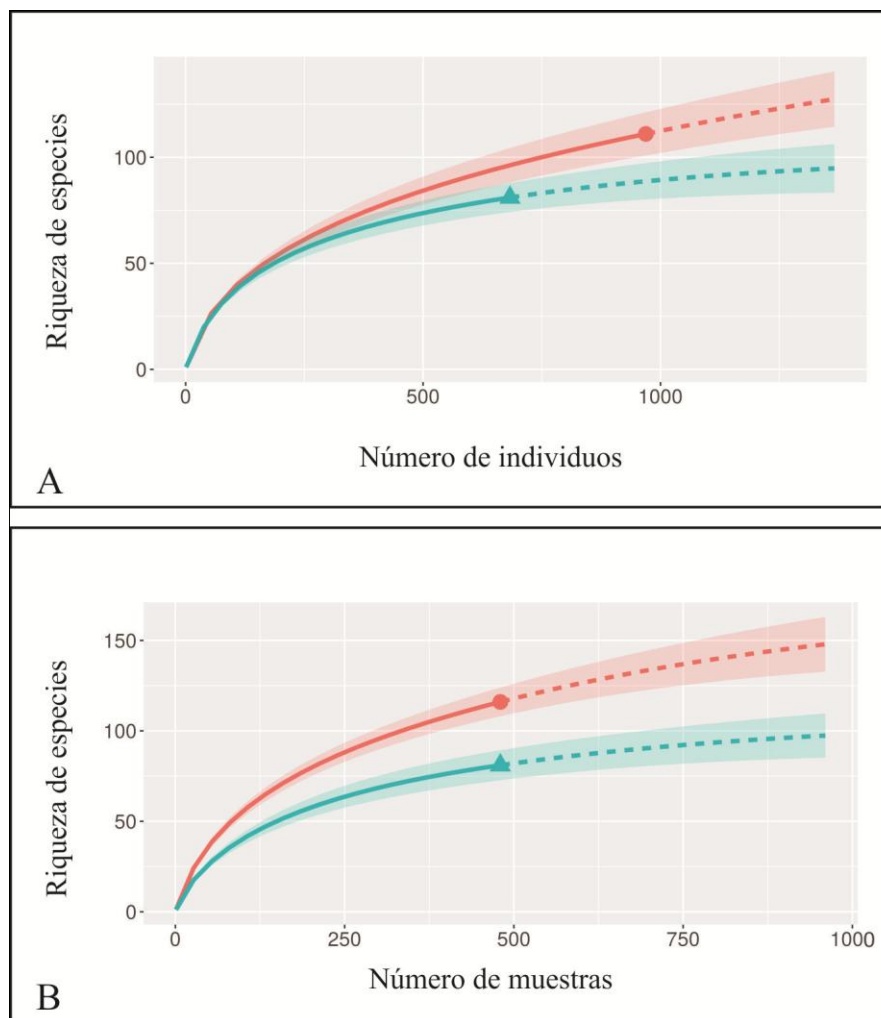 100
50
0
Riqueza de especies
0 500 1000
Número de individuos
A
150
100
50
0
Riqueza de especies
0 250 500 750 1000
Número de muestras
B